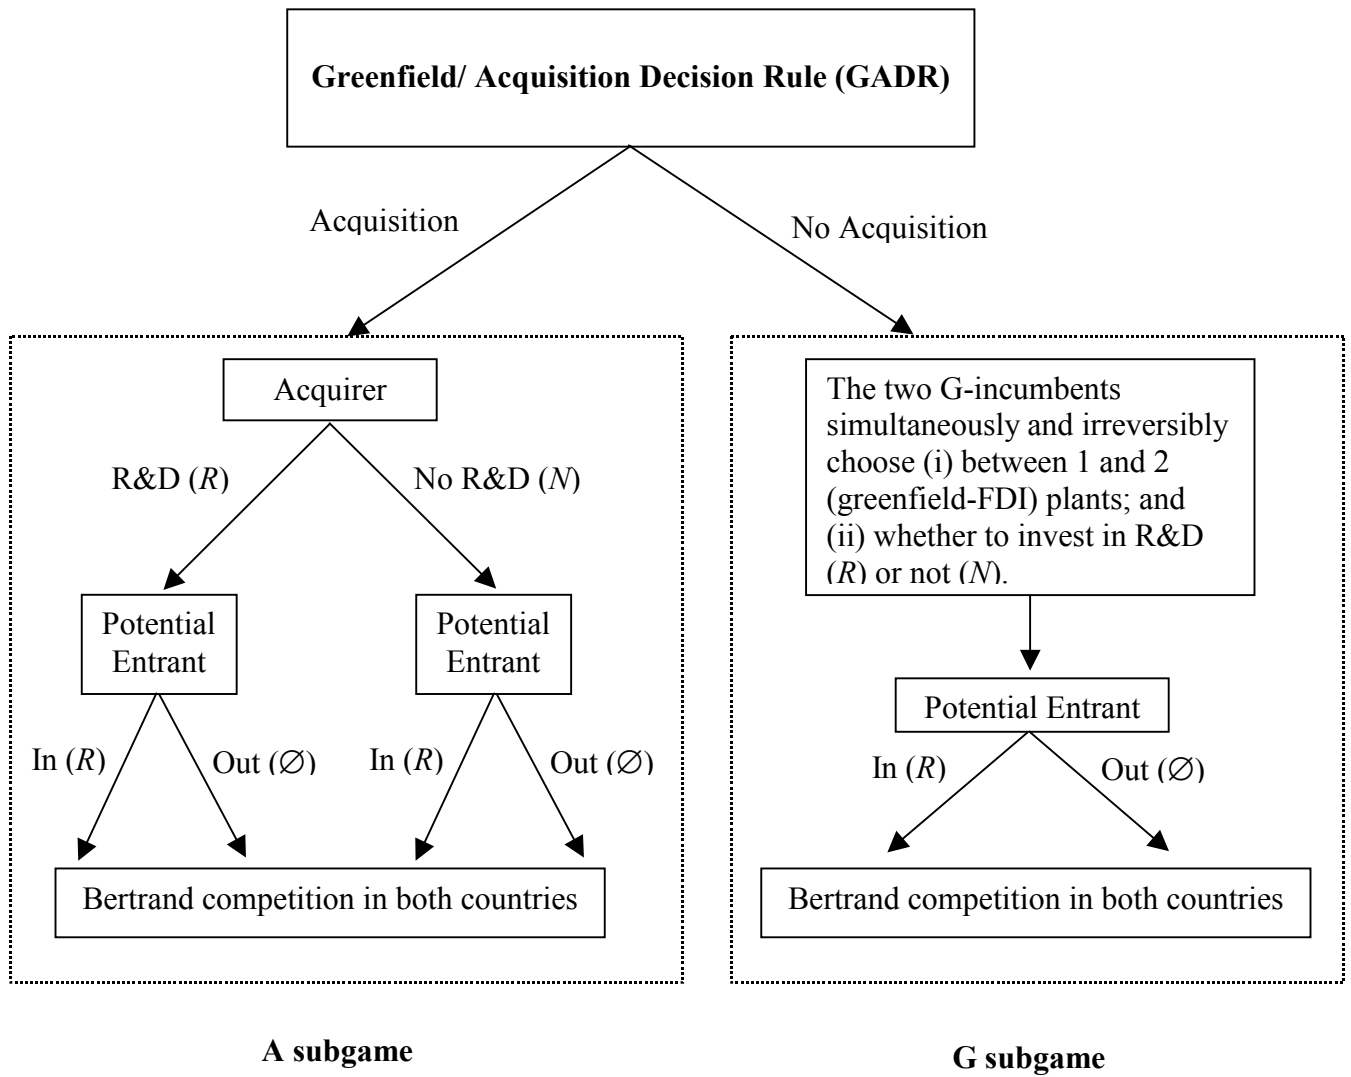 Greenfield/ Acquisition Decision Rule (GADR)
Acquisition
No Acquisition
Acquirer
R&D (R)
No R&D (N)
Potential
Entrant
Potential
Entrant
In (R)
Out (∅)
In (R)
Out (∅)
Bertrand competition in both countries
A subgame
The two G-incumbents
simultaneously and irreversibly
choose (i) between 1 and 2
(greenfield-FDI) plants; and
(ii) whether to invest in R&D
(R) or not (N).
Potential Entrant
In (R)
Out (∅)
Bertrand competition in both countries
G subgame